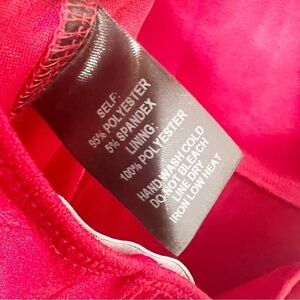 SELF:
95% POLYESTER
5% SPANDEX
LINING:
100% POLYESTER
HAND WASH COLD
DO NOT BLEACH
LINE DRY
IRON LOW HEAT